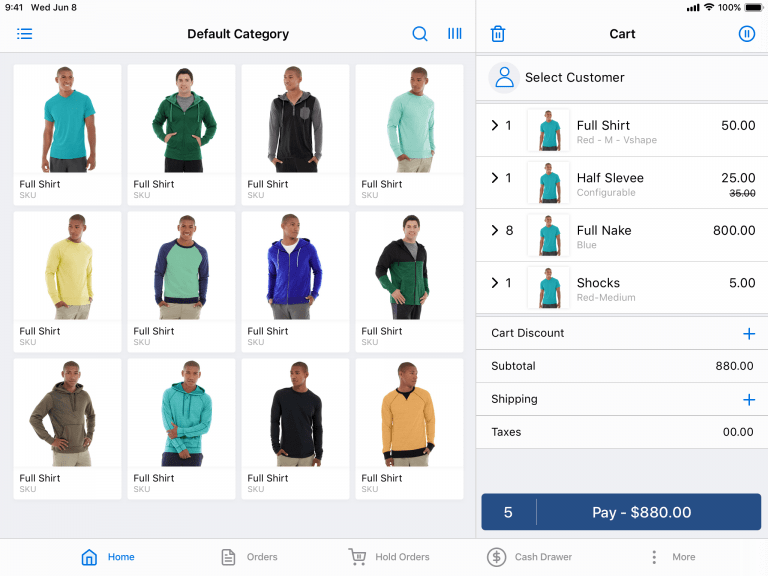 9:41 Wed Jun 8
100%
Default Category
Full Shirt
SKU
Full Shirt
SKU
Full Shirt
SKU
Full Shirt
SKU
Full Shirt
SKU
Full Shirt
SKU
Full Shirt
SKU
Full Shirt
SKU
Full Shirt
SKU
Full Shirt
SKU
Full Shirt
SKU
Full Shirt
SKU
Cart
Select Customer
1 Full Shirt 50.00
Red - M - Vshape
1 Half Slevee 25.00
Configurable 35.00
8 Full Nake 800.00
Blue
1 Shocks 5.00
Red-Medium
Cart Discount
Subtotal 880.00
Shipping
Taxes 00.00
5 Pay - $880.00
Home Orders Hold Orders Cash Drawer More